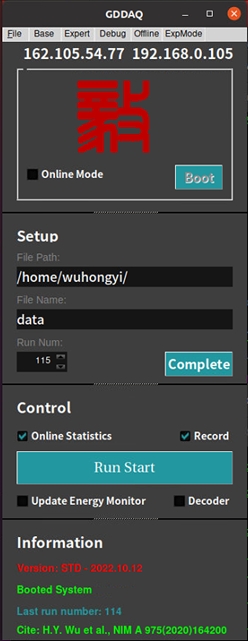 GDDAQ
File Base Expert Debug Offline ExpMode
162.105.54.77 192.168.0.105
Online Mode
Boot
Setup
File Path:
/home/wuhongyi/
File Name:
data
Run Num:
115
Complete
Control
Online Statistics Record
Run Start
Update Energy Monitor Decoder
Information
Version: STD - 2022.10.12
Booted System
Last run number: 114
Cite: H.Y. Wu et al., NIM A 975(2020)164200